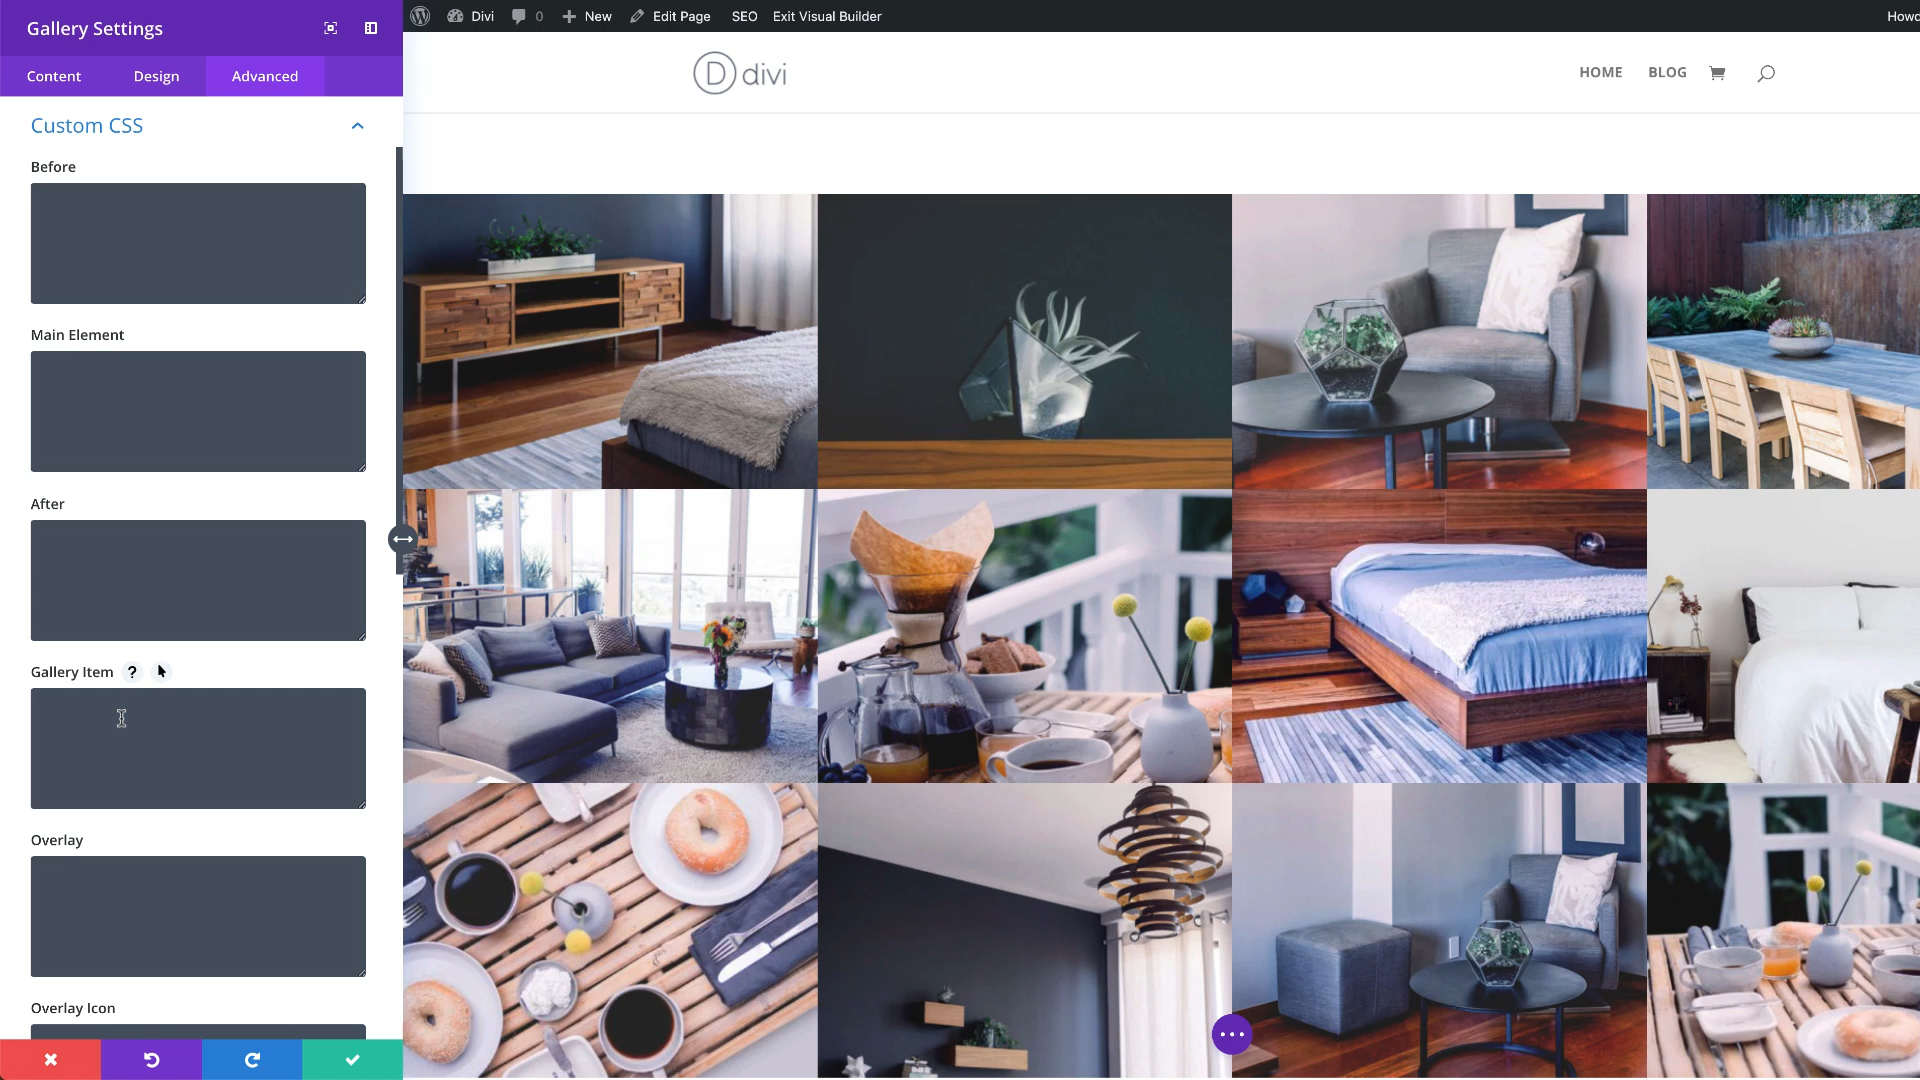 Gallery Settings
Divi
0
New
Edit Page
SEO
Exit Visual Builder
Howd
Content
Design
Advanced
D divi
HOME
BLOG
Custom CSS
Before
Main Element
After
Gallery Item ?
Overlay
Overlay Icon